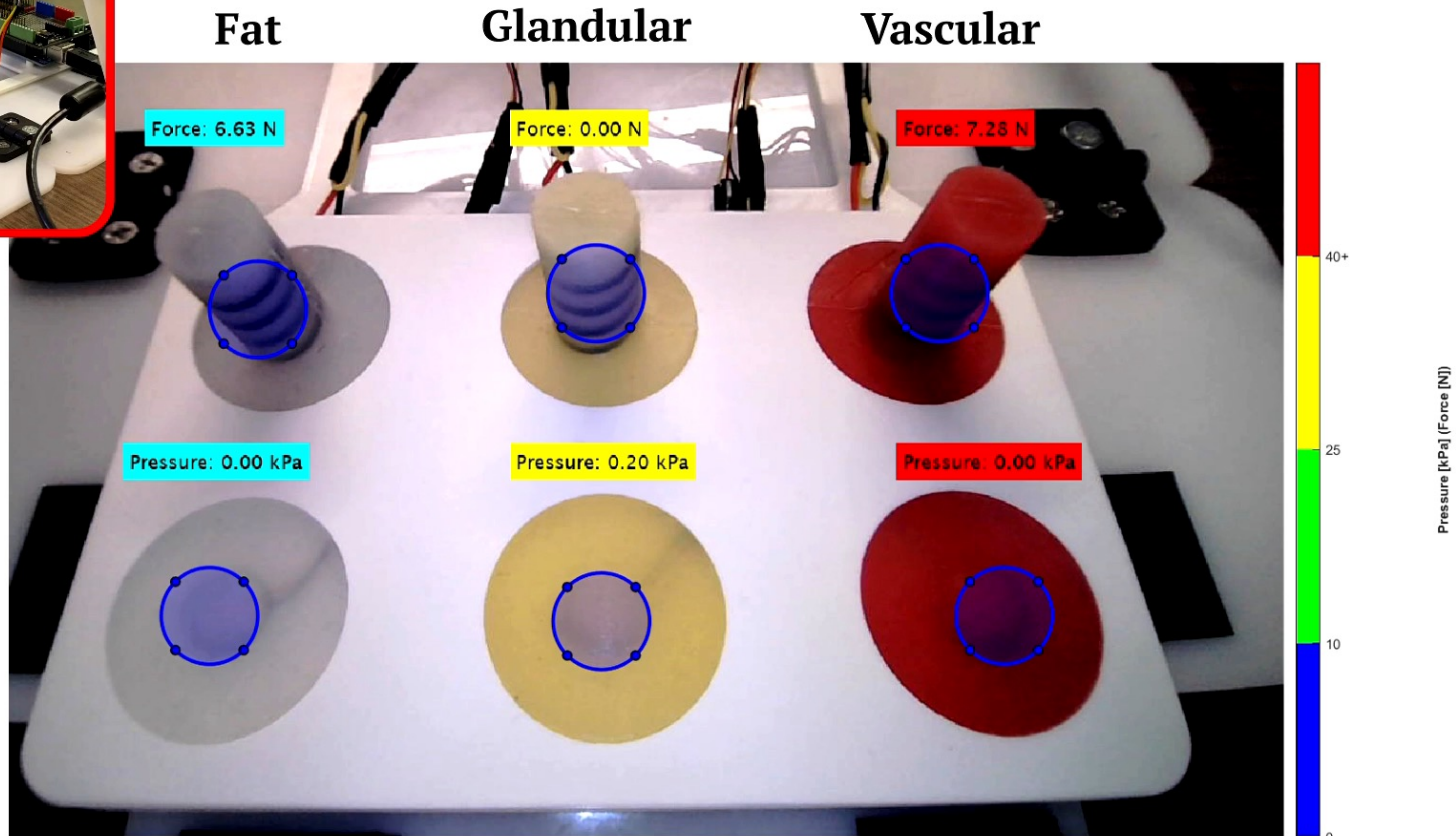 Fat
Glandular
Vascular
Force: 6.63 N
Force: 0.00 N
Force: 7.28 N
Pressure: 0.00 kPa
Pressure: 0.20 kPa
Pressure: 0.00 kPa
40+
25
10
0
Pressure [kPa] (Force [N])